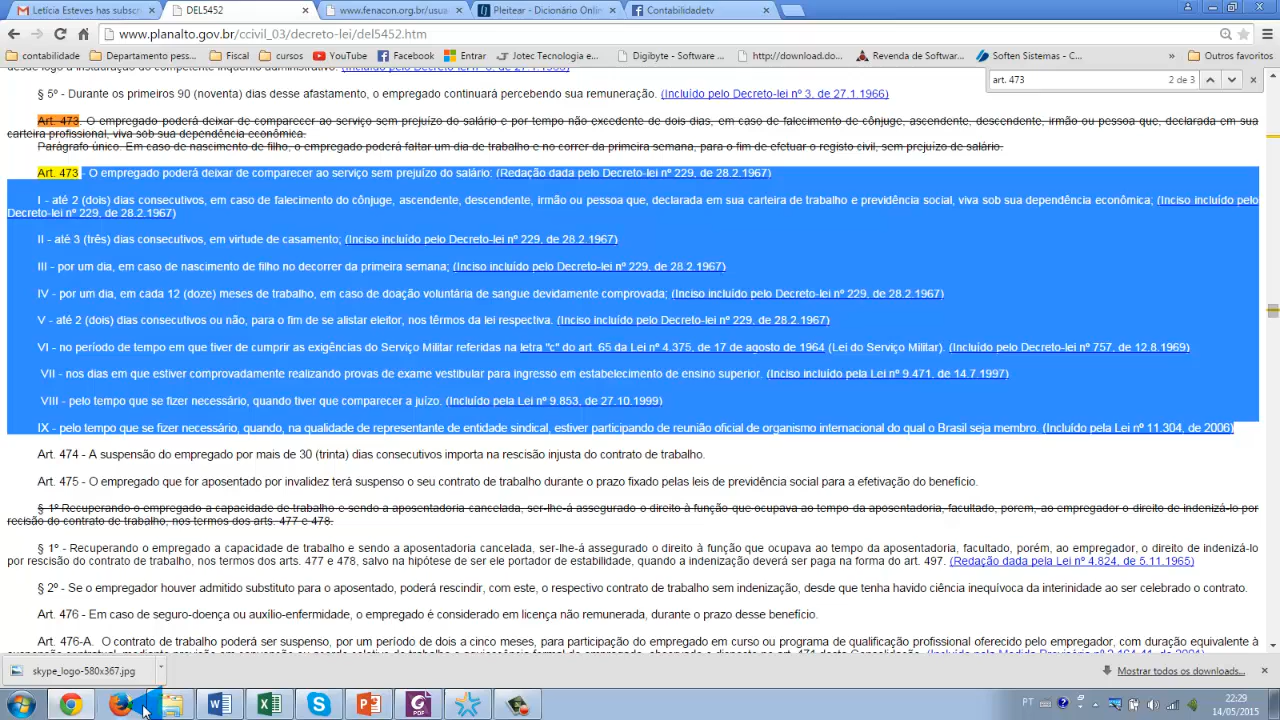 Letícia Esteves has subscr
DEL5452
www.fenacon.org.br/usua
Pleitear - Dicionário Onlin
Contabilidadetv
www.planalto.gov.br/ccivil_03/decreto-lei/del5452.htm
contabilidade
Departamento pess...
Fiscal
cursos
YouTube
Facebook
Entrar
Jotec Tecnologia e...
Digibyte - Software ...
http://download.do...
Revenda de Softwar...
Soften Sistemas - C...
»
Outros favoritos
art. 473
2 de 3
§ 5º - Durante os primeiros 90 (noventa) dias desse afastamento, o empregado continuará percebendo sua remuneração. (Incluído pelo Decreto-lei nº 3, de 27.1.1966)
Art. 473. O empregado poderá deixar de comparecer ao serviço sem prejuízo do salário e por tempo não excedente de dois dias, em caso de falecimento de cônjuge, ascendente, descendente, irmão ou pessoa que, declarada em sua
carteira profissional, viva sob sua dependência econômica.
Parágrafo único. Em caso de nascimento de filho, o empregado poderá faltar um dia de trabalho e no correr da primeira semana, para o fim de efetuar o registo civil, sem prejuízo de salário.
Art. 473 - O empregado poderá deixar de comparecer ao serviço sem prejuízo do salário: (Redação dada pelo Decreto-lei nº 229, de 28.2.1967)
I - até 2 (dois) dias consecutivos, em caso de falecimento do cônjuge, ascendente, descendente, irmão ou pessoa que, declarada em sua carteira de trabalho e previdência social, viva sob sua dependência econômica; (Inciso incluído pelo
Decreto-lei nº 229, de 28.2.1967)
II - até 3 (três) dias consecutivos, em virtude de casamento; (Inciso incluído pelo Decreto-lei nº 229, de 28.2.1967)
III - por um dia, em caso de nascimento de filho no decorrer da primeira semana; (Inciso incluído pelo Decreto-lei nº 229, de 28.2.1967)
IV - por um dia, em cada 12 (doze) meses de trabalho, em caso de doação voluntária de sangue devidamente comprovada; (Inciso incluído pelo Decreto-lei nº 229, de 28.2.1967)
V - até 2 (dois) dias consecutivos ou não, para o fim de se alistar eleitor, nos têrmos da lei respectiva. (Inciso incluído pelo Decreto-lei nº 229, de 28.2.1967)
VI - no período de tempo em que tiver de cumprir as exigências do Serviço Militar referidas na letra "c" do art. 65 da Lei nº 4.375, de 17 de agosto de 1964 (Lei do Serviço Militar). (Incluído pelo Decreto-lei nº 757, de 12.8.1969)
VII - nos dias em que estiver comprovadamente realizando provas de exame vestibular para ingresso em estabelecimento de ensino superior. (Inciso incluído pela Lei nº 9.471, de 14.7.1997)
VIII - pelo tempo que se fizer necessário, quando tiver que comparecer a juízo. (Incluído pela Lei nº 9.853, de 27.10.1999)
IX - pelo tempo que se fizer necessário, quando, na qualidade de representante de entidade sindical, estiver participando de reunião oficial de organismo internacional do qual o Brasil seja membro. (Incluído pela Lei nº 11.304, de 2006)
Art. 474 - A suspensão do empregado por mais de 30 (trinta) dias consecutivos importa na rescisão injusta do contrato de trabalho.
Art. 475 - O empregado que for aposentado por invalidez terá suspenso o seu contrato de trabalho durante o prazo fixado pelas leis de previdência social para a efetivação do benefício.
§ 1º Recuperando o empregado a capacidade de trabalho e sendo a aposentadoria cancelada, ser-lhe-á assegurado o direito à função que ocupava ao tempo da aposentadoria, facultado, porem, ao empregador o direito de indenizá-lo por
recisão do contrato de trabalho, nos termos dos arts. 477 e 478.
§ 1º - Recuperando o empregado a capacidade de trabalho e sendo a aposentadoria cancelada, ser-lhe-á assegurado o direito à função que ocupava ao tempo da aposentadoria, facultado, porém, ao empregador, o direito de indenizá-lo
por rescisão do contrato de trabalho, nos termos dos arts. 477 e 478, salvo na hipótese de ser ele portador de estabilidade, quando a indenização deverá ser paga na forma do art. 497. (Redação dada pela Lei nº 4.824, de 5.11.1965)
§ 2º - Se o empregador houver admitido substituto para o aposentado, poderá rescindir, com este, o respectivo contrato de trabalho sem indenização, desde que tenha havido ciência inequívoca da interinidade ao ser celebrado o contrato.
Art. 476 - Em caso de seguro-doença ou auxílio-enfermidade, o empregado é considerado em licença não remunerada, durante o prazo desse benefício.
Art. 476-A. O contrato de trabalho poderá ser suspenso, por um período de dois a cinco meses, para participação do empregado em curso ou programa de qualificação profissional oferecido pelo empregador, com duração equivalente à
skype_logo-580x367.jpg
Mostrar todos os downloads...
PT
22:29
14/05/2015